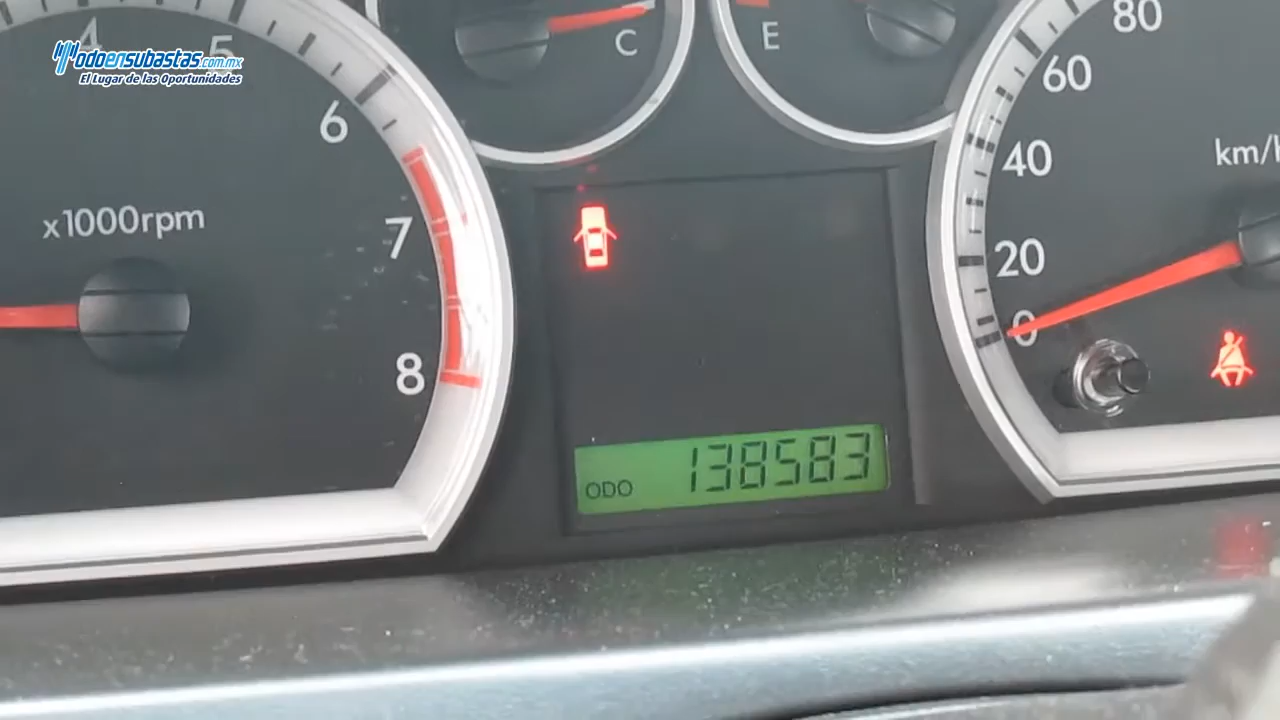 TodoenSubastas.com.mx
El Lugar de las Oportunidades
4
5
6
7
8
x1000rpm
C
E
80
60
40
20
0
km/h
ODO 138583